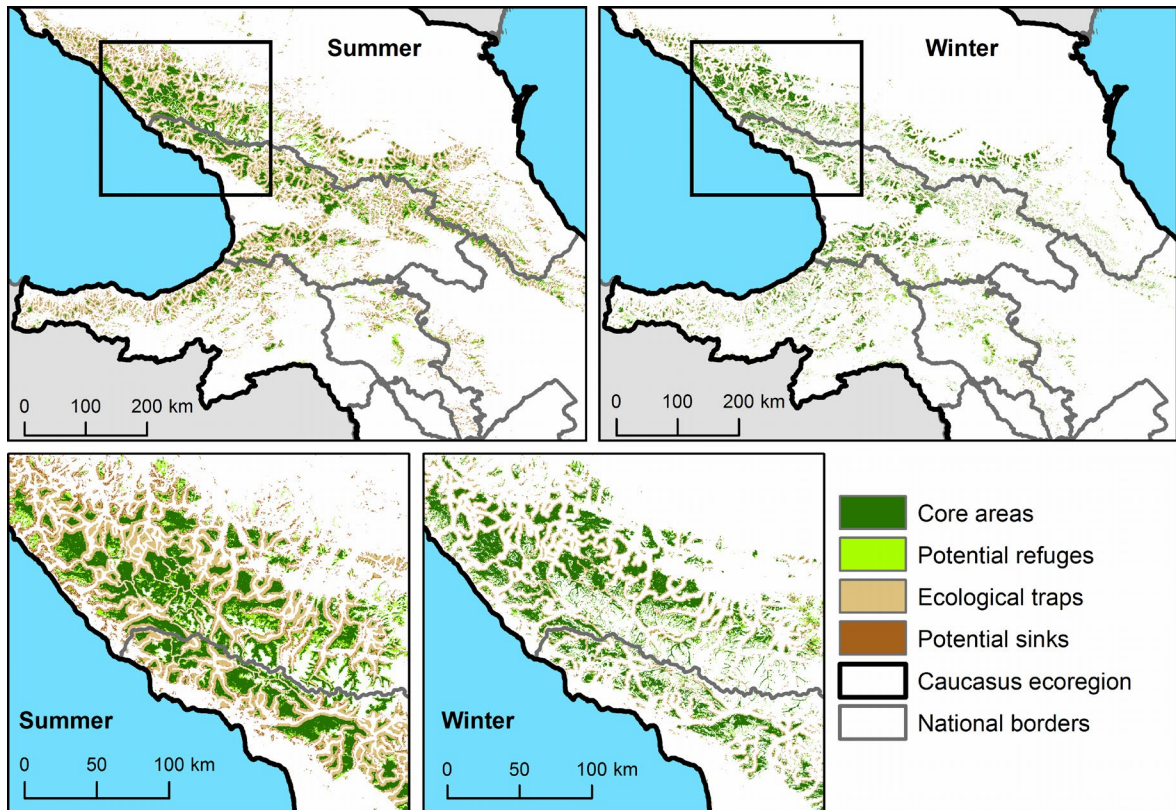 Summer
Winter
0 100 200 km
0 100 200 km
Summer
0 50 100 km
Winter
0 50 100 km
Core areas
Potential refuges
Ecological traps
Potential sinks
Caucasus ecoregion
National borders